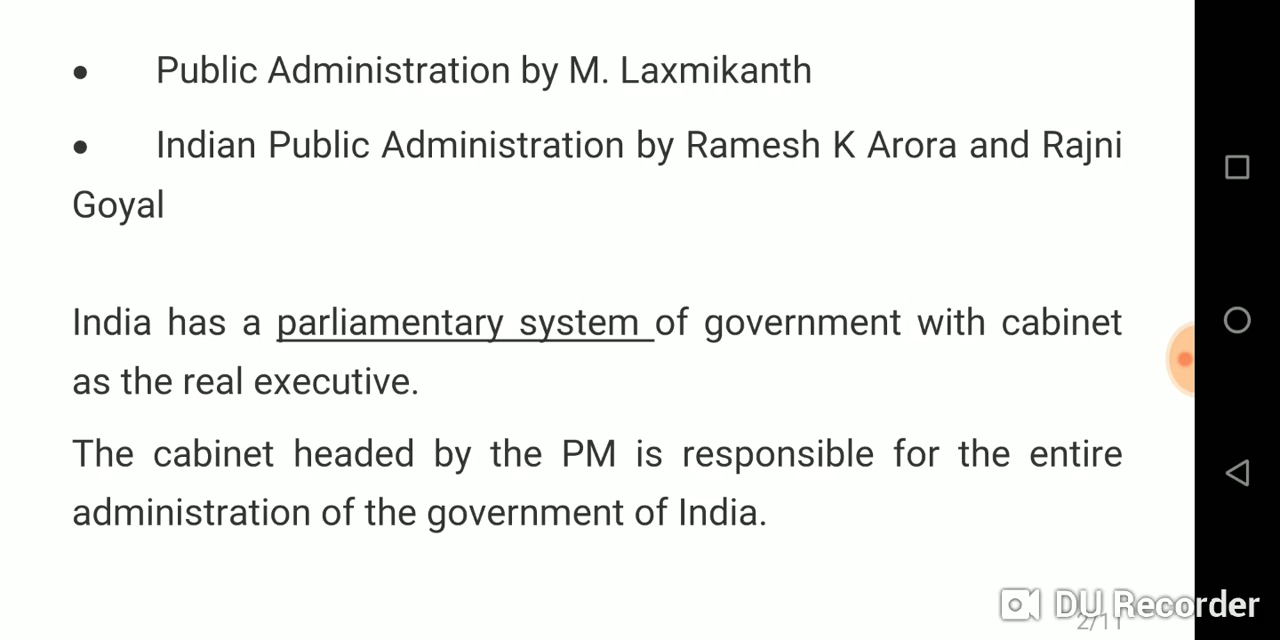 • Public Administration by M. Laxmikanth
• Indian Public Administration by Ramesh K Arora and Rajni
Goyal
India has a parliamentary system of government with cabinet
as the real executive.
The cabinet headed by the PM is responsible for the entire
administration of the government of India.
DU Recorder
2/11